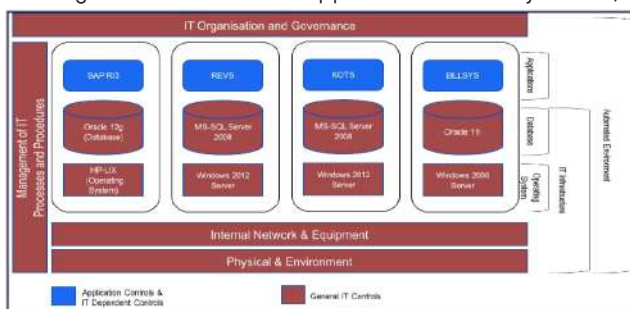 IT Organisation and Governance
Management of IT
Processes and Procedures
SAP R/3
REVS
KOTS
BILLSYS
Oracle 12g
(Database)
MS-SQL Server
2008
MS-SQL Server
2008
Oracle 11i
HP-UX
(Operating
System)
Windows 2012
Server
Windows 2012
Server
Windows 2008
Server
Applications
Database
Operating
System
IT Infrastructure
Automated Environment
Internal Network & Equipment
Physical & Environment
Application Controls &
IT Dependent Controls
General IT Controls